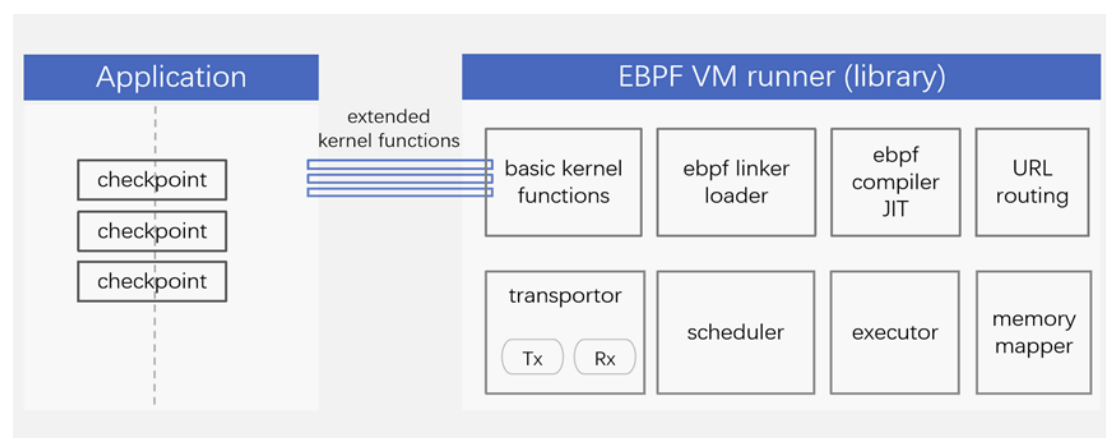 Application
EBPF VM runner (library)
extended
kernel functions
checkpoint
checkpoint
checkpoint
basic kernel
functions
ebpf linker
loader
ebpf
compiler
JIT
URL
routing
transportor
Tx
Rx
scheduler
executor
memory
mapper